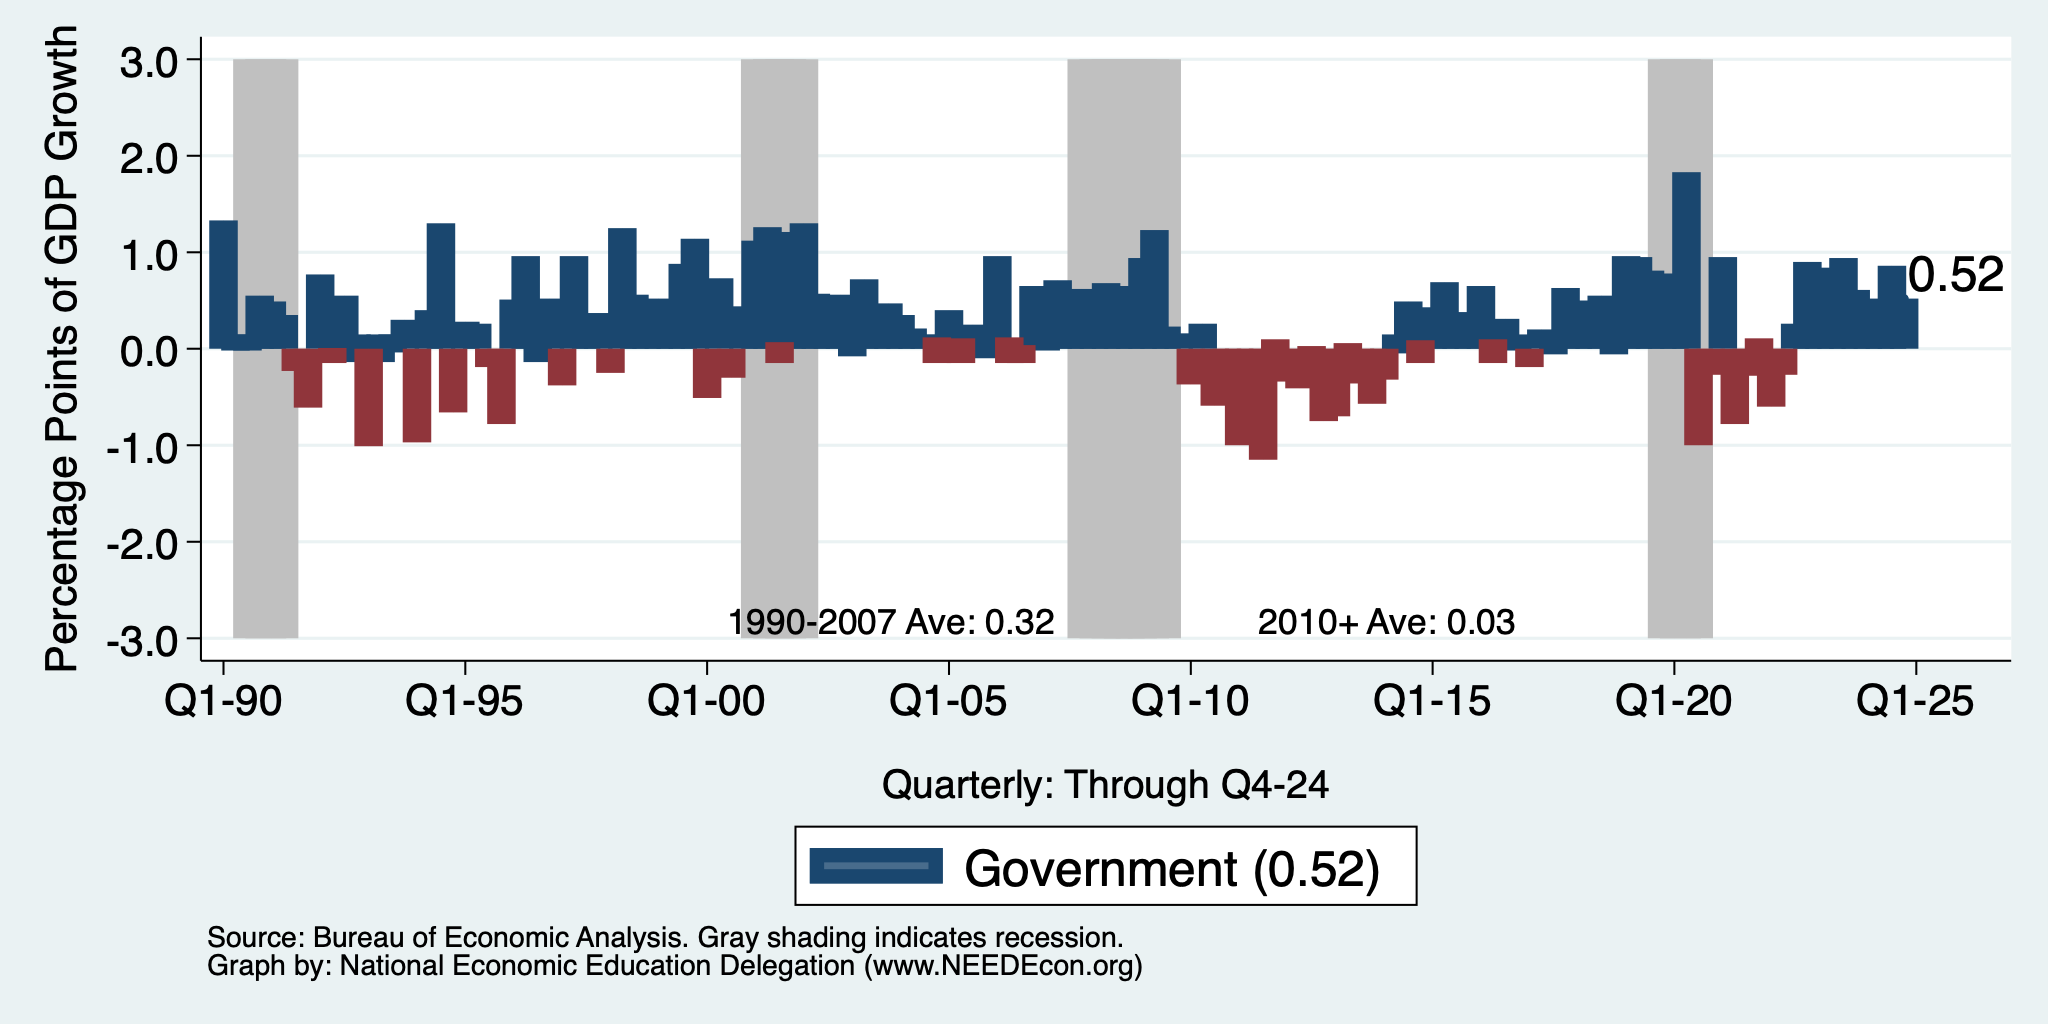 Percentage Points of GDP Growth
3.0
2.0
1.0
0.0
-1.0
-2.0
-3.0
0.52
1990-2007 Ave: 0.32
2010+ Ave: 0.03
Q1-90
Q1-95
Q1-00
Q1-05
Q1-10
Q1-15
Q1-20
Q1-25
Quarterly: Through Q4-24
Government (0.52)
Source: Bureau of Economic Analysis. Gray shading indicates recession.
Graph by: National Economic Education Delegation (www.NEEDEcon.org)